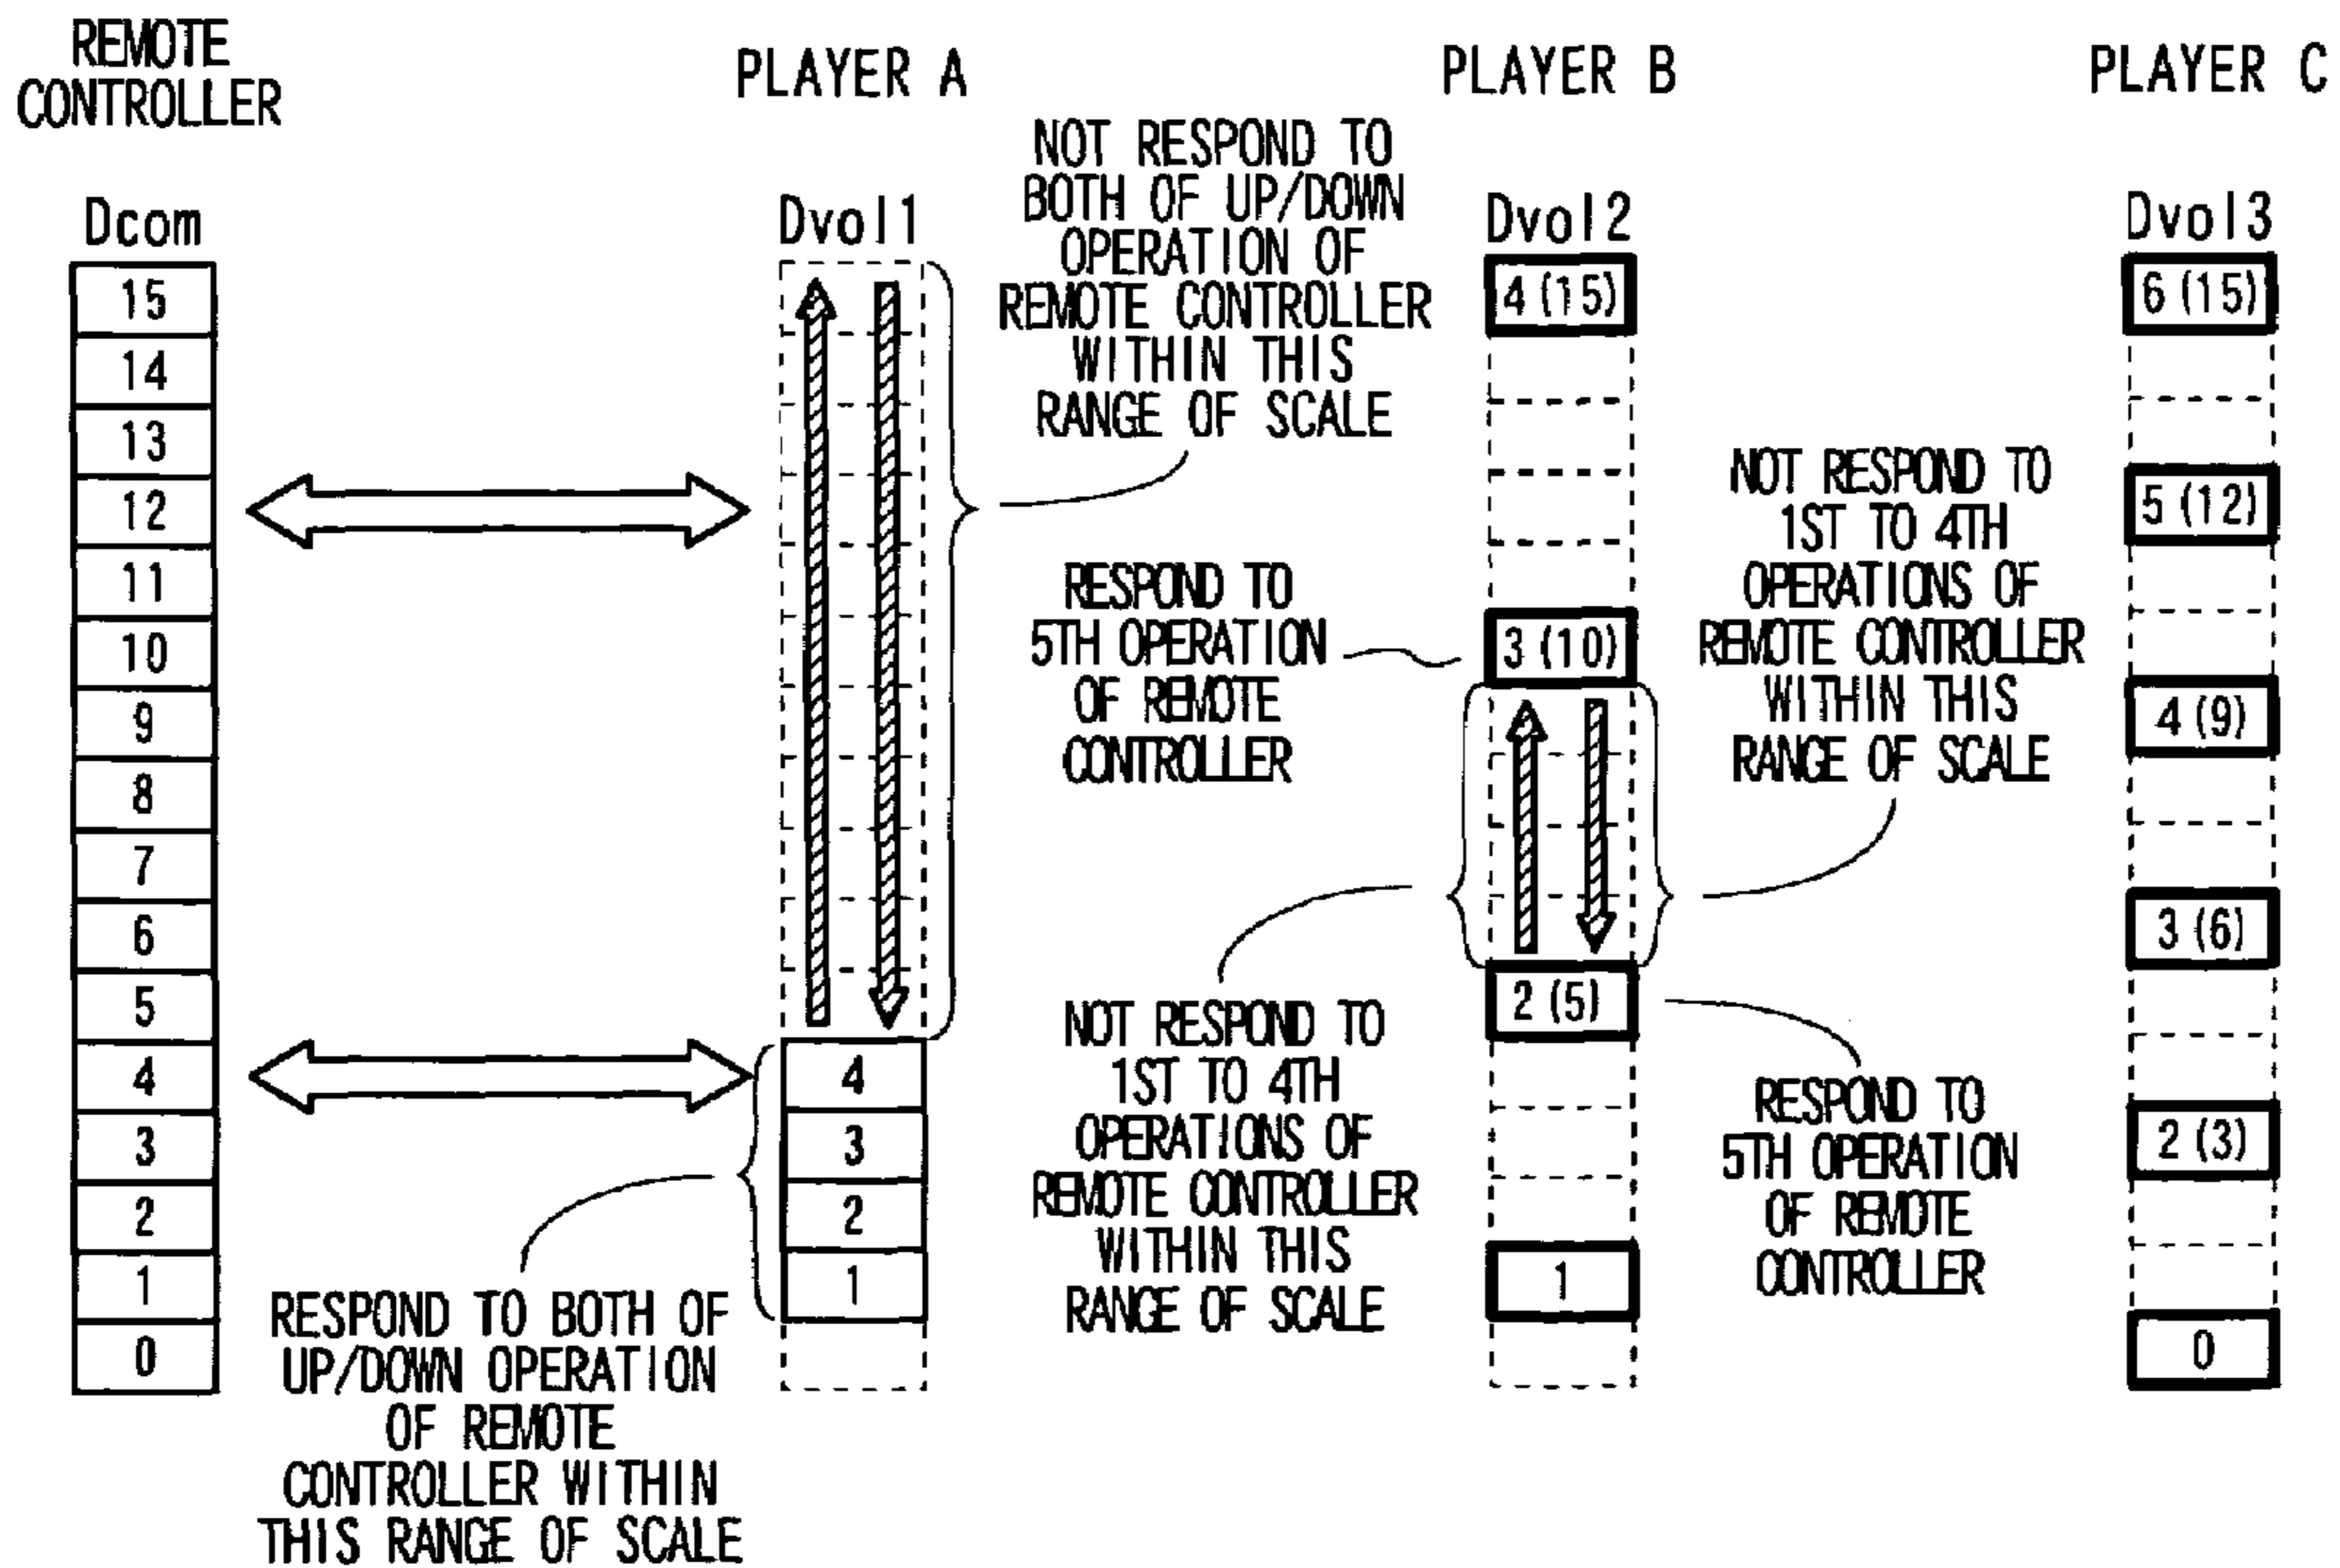 REMOTE
CONTROLLER
Dcom
15
14
13
12
11
10
9
8
7
6
5
4
3
2
1
0
RESPOND TO BOTH OF
UP/DOWN OPERATION
OF REMOTE
CONTROLLER WITHIN
THIS RANGE OF SCALE
PLAYER A
Dvol1
4
3
2
1
NOT RESPOND TO
BOTH OF UP/DOWN
OPERATION OF
REMOTE CONTROLLER
WITHIN THIS
RANGE OF SCALE
RESPOND TO
5TH OPERATION
OF REMOTE
CONTROLLER
NOT RESPOND TO
1ST TO 4TH
OPERATIONS OF
REMOTE CONTROLLER
WITHIN THIS
RANGE OF SCALE
PLAYER B
Dvol2
4 (15)
3 (10)
2 (5)
1
NOT RESPOND TO
1ST TO 4TH
OPERATIONS OF
REMOTE CONTROLLER
WITHIN THIS
RANGE OF SCALE
RESPOND TO
5TH OPERATION
OF REMOTE
CONTROLLER
PLAYER C
Dvol3
6 (15)
5 (12)
4 (9)
3 (6)
2 (3)
0